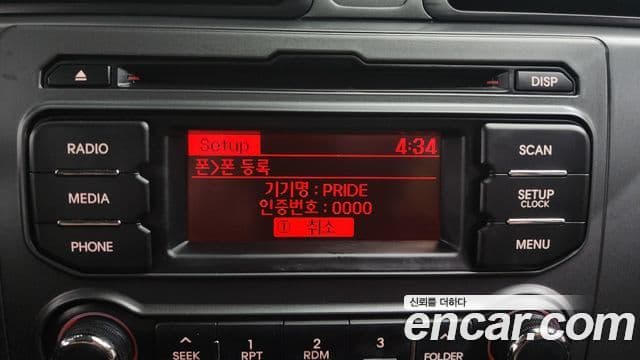 DISP
RADIO
MEDIA
PHONE
Setup 4:34
폰>폰 등록
기기명 : PRIDE
인증번호 : 0000
① 취소
SCAN
SETUP
CLOCK
MENU
SEEK
1
RPT
2
RDM
3
FOLDER
신뢰를 더하다
encar.com